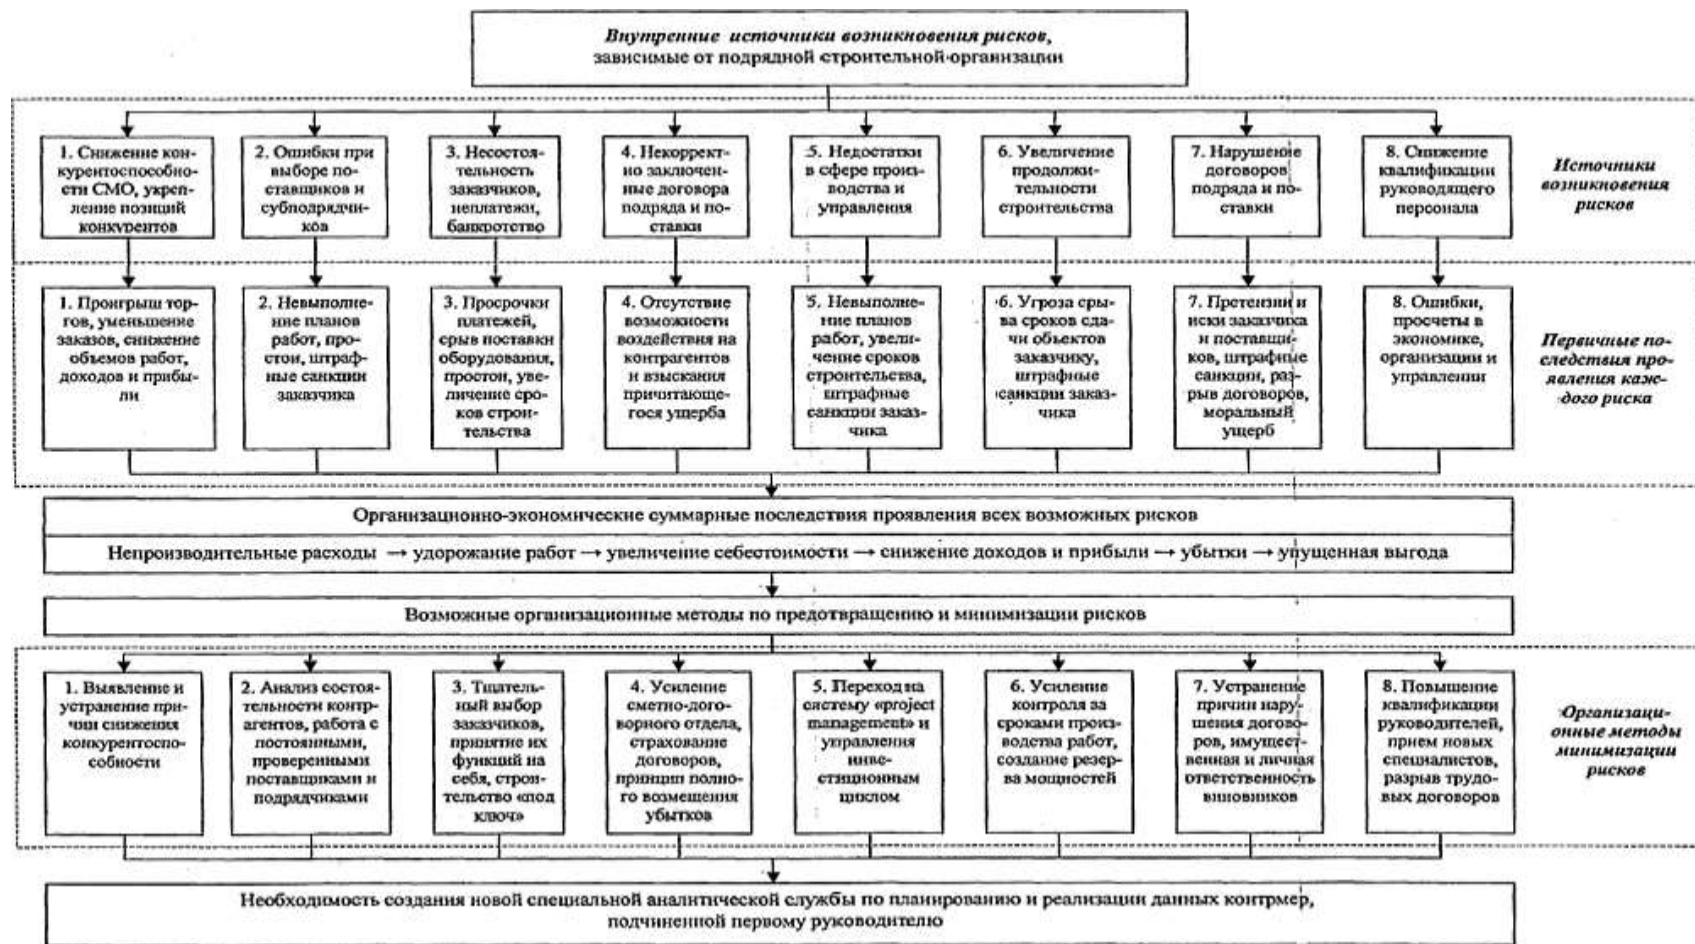 Внутренние источники возникновения рисков,
зависимые от подрядной строительной организации
1. Снижение кон-
курентоспособно-
сти СМО, укреп-
ление позиций
конкурентов
2. Ошибки при
выборе по-
ставщиков и
субподрядчи-
ков
3. Несостоя-
тельность
заказчиков,
неплатежи,
банкротство
4. Некоррект-
но заключен-
ные договора
подряда и по-
ставки
5. Недостатки
в сфере произ-
водства и
управления
6. Увеличение
продолжи-
тельности
строительства
7. Нарушение
договоров
подряда и по-
ставки
8. Снижение
квалификации
руководящего
персонала
Источники
возникновения
рисков
1. Проигрыш тор-
гов, уменьшение
заказов, снижение
объемов работ,
доходов и прибы-
ли
2. Невыполне-
ние планов
работ, про-
стои, штраф-
ные санкции
заказчика
3. Просрочки
платежей,
срыв поставки
оборудования,
простои, уве-
личение сро-
ков строи-
тельства
4. Отсутствие
возможности
воздействия на
контрагентов
и взыскания
причитающе-
гося ущерба
5. Невыполне-
ние планов
работ, увели-
чение сроков
строительства,
штрафные
санкции заказ-
чика
6. Угроза сры-
ва сроков сда-
чи объектов
заказчику,
штрафные
санкции заказ-
чика
7. Претензии и
иски заказчика
и поставщи-
ков, штрафные
санкции, раз-
рыв договоров,
моральный
ущерб
8. Ошибки,
просчеты в
экономике,
организации и
управлении
Первичные по-
следствия про-
явления каж-
дого риска
Организационно-экономические суммарные последствия проявления всех возможных рисков
Непроизводительные расходы → удорожание работ → увеличение себестоимости → снижение доходов и прибыли → убытки → упущенная выгода
Возможные организационные методы по предотвращению и минимизации рисков
1. Выявление и
устранение при-
чин снижения
конкурентоспо-
собности
2. Анализ состоя-
тельности контр-
агентов, работа с
постоянными,
проверенными
поставщиками и
подрядчиками
3. Тщатель-
ный выбор
заказчиков,
принятие их
функций на
себя, строи-
тельство «под
ключ»
4. Усиление
сметно-дого-
ворного отдела,
страхование
договоров,
принцип полно-
го возмещения
убытков
5. Переход на
систему «project
management» и
управления
инве-
стиционным
циклом
6. Усиление
контроля за
сроками произ-
водства работ,
создание резер-
ва мощностей
7. Устранение
причин нару-
шения догово-
ров, имущест-
венная и личная
ответственность
виновников
8. Повышение
квалификации
руководителей,
прием новых
специалистов,
разрыв трудо-
вых договоров
Организаци-
онные методы
минимизации
рисков
Необходимость создания новой специальной аналитической службы по планированию и реализации данных контрмер,
подчиненной первому руководителю